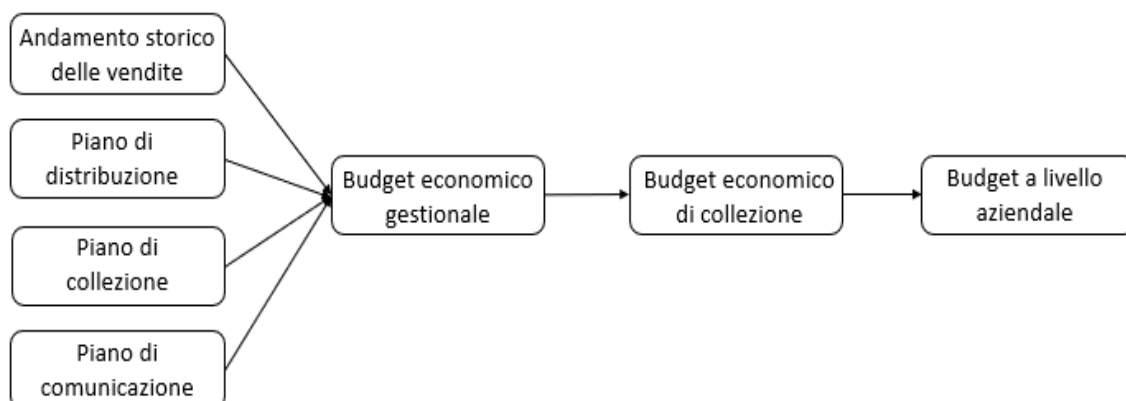 Andamento storico
delle vendite
Piano di
distribuzione
Piano di
collezione
Piano di
comunicazione
Budget economico
gestionale
Budget economico
di collezione
Budget a livello
aziendale